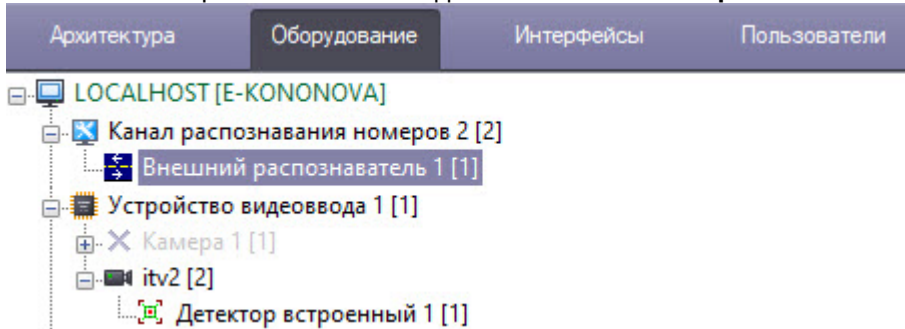 Архитектура Оборудование Интерфейсы Пользователи
LOCALHOST [E-KONONOVA]
Канал распознавания номеров 2 [2]
Внешний распознаватель 1 [1]
Устройство видеоввода 1 [1]
Камера 1 [1]
itv2 [2]
Детектор встроенный 1 [1]